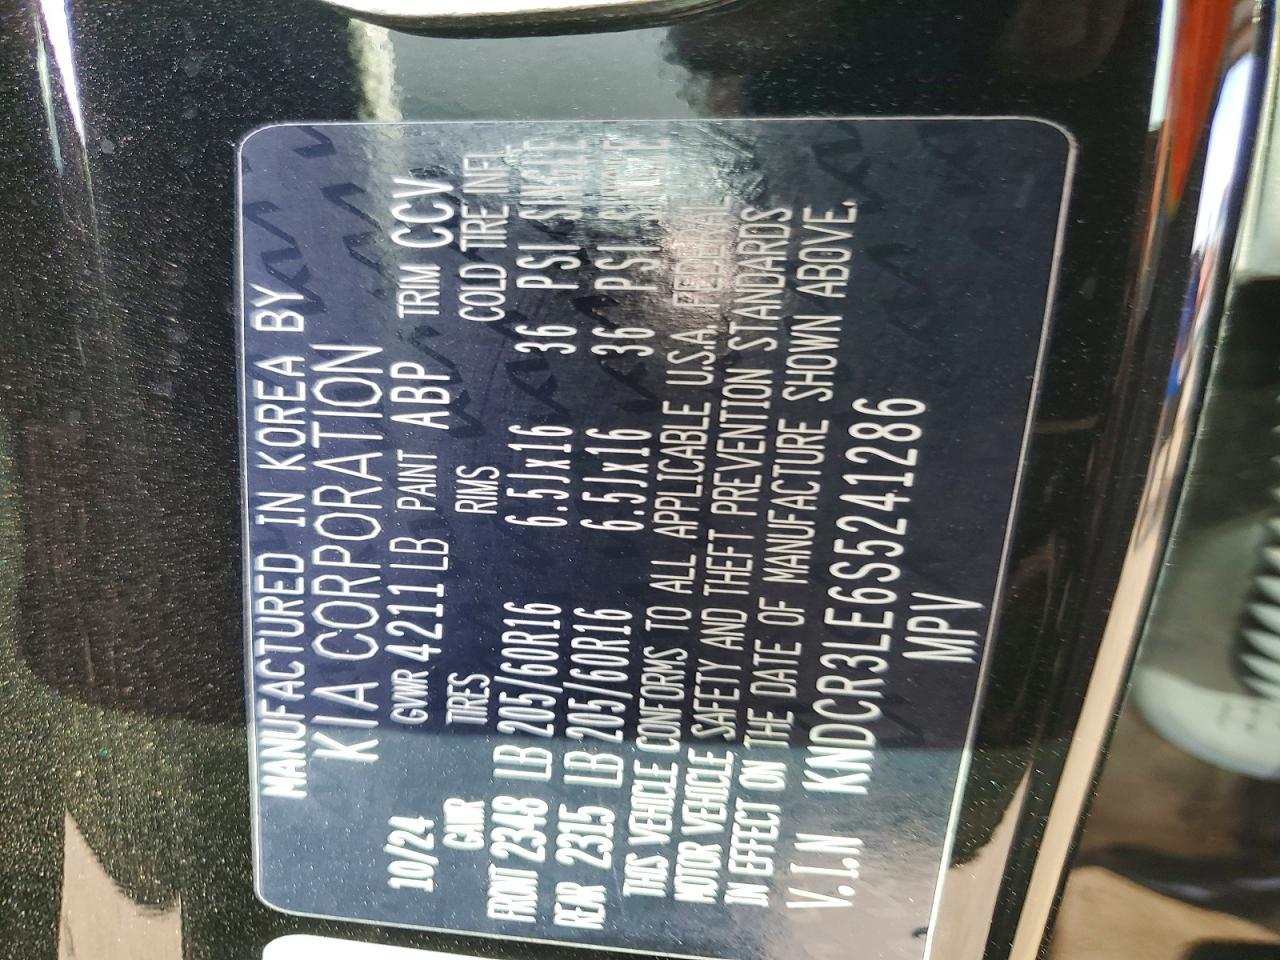 MANUFACTURED IN KOREA BY
KIA CORPORATION
10/24 GVWR 4211LB PAINT ABP TRIM CCV
GAWR TIRES RIMS COLD TIRE INF
FRONT 2348 LB 205/60R16 6.5Jx16 36 PSI SINGLE
REAR 2315 LB 205/60R16 6.5Jx16 36 PSI SINGLE
THIS VEHICLE CONFORMS TO ALL APPLICABLE U.S.A. FEDERAL
MOTOR VEHICLE SAFETY AND THEFT PREVENTION STANDARDS
IN EFFECT ON THE DATE OF MANUFACTURE SHOWN ABOVE.
V.I.N KNDCR3LE6S5241286
MPV